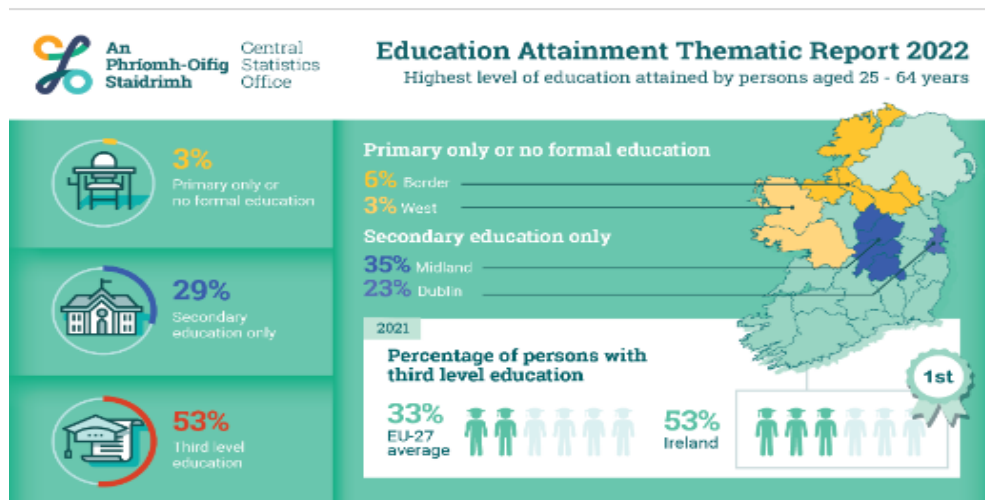 An
Phríomh-Oifig
Staidrimh
Central
Statistics
Office
Education Attainment Thematic Report 2022
Highest level of education attained by persons aged 25 - 64 years
3%
Primary only or
no formal education
29%
Secondary
education only
53%
Third level
education
Primary only or no formal education
6% Border
3% West
Secondary education only
35% Midland
23% Dublin
2021
Percentage of persons with
third level education
33%
EU-27
average
53%
Ireland
1st